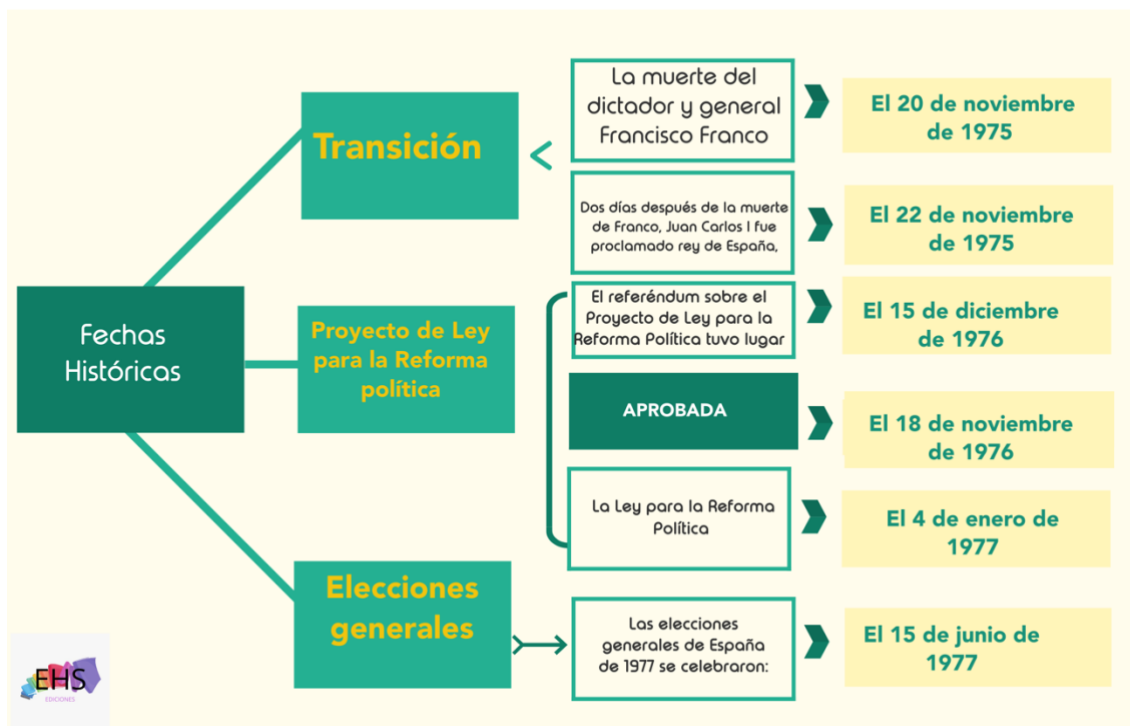 Fechas
Históricas
Transición
La muerte del
dictador y general
Francisco Franco
El 20 de noviembre
de 1975
Dos días después de la muerte
de Franco, Juan Carlos I fue
proclamado rey de España,
El 22 de noviembre
de 1975
Proyecto de Ley
para la Reforma
política
El referéndum sobre el
Proyecto de Ley para la
Reforma Política tuvo lugar
El 15 de diciembre
de 1976
APROBADA
El 18 de noviembre
de 1976
La Ley para la Reforma
Política
El 4 de enero de
1977
Elecciones
generales
Las elecciones
generales de España
de 1977 se celebraron:
El 15 de junio de
1977
EHS
EDICIONES